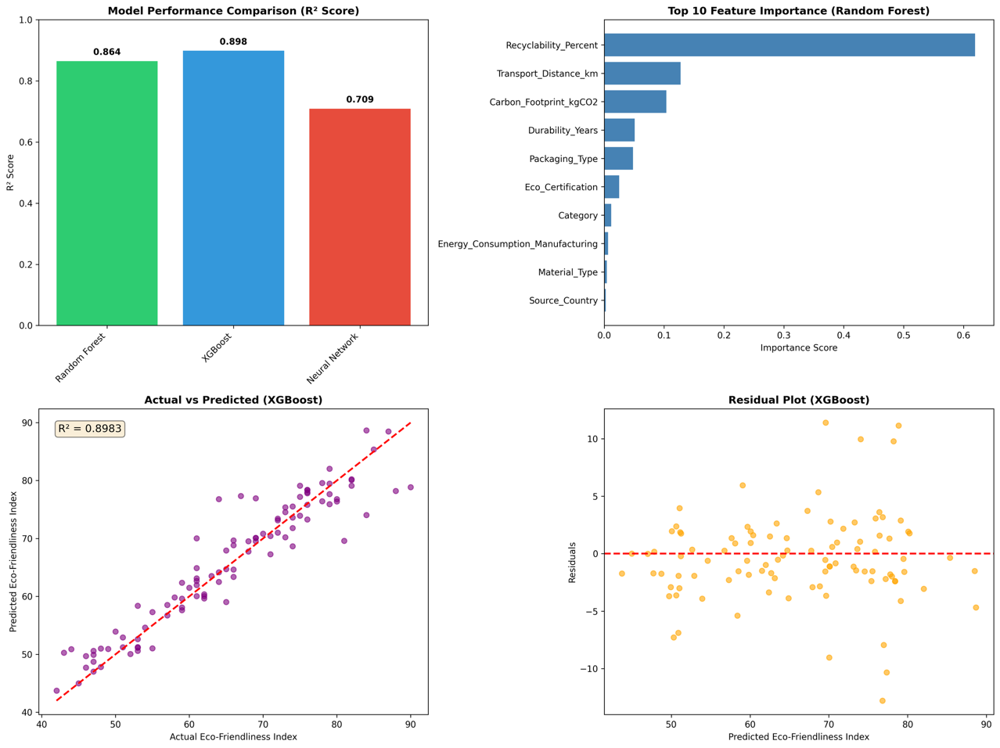 Model Performance Comparison (R² Score)
R² Score
1.0
0.8
0.6
0.4
0.2
0.0
0.864
0.898
0.709
Random Forest
XGBoost
Neural Network
Top 10 Feature Importance (Random Forest)
Recyclability_Percent
Transport_Distance_km
Carbon_Footprint_kgCO2
Durability_Years
Packaging_Type
Eco_Certification
Category
Energy_Consumption_Manufacturing
Material_Type
Source_Country
0.0 0.1 0.2 0.3 0.4 0.5 0.6
Importance Score
Actual vs Predicted (XGBoost)
R² = 0.8983
Predicted Eco-Friendliness Index
90
80
70
60
50
40
40 50 60 70 80 90
Actual Eco-Friendliness Index
Residual Plot (XGBoost)
Residuals
10
5
0
−5
−10
50 60 70 80 90
Predicted Eco-Friendliness Index